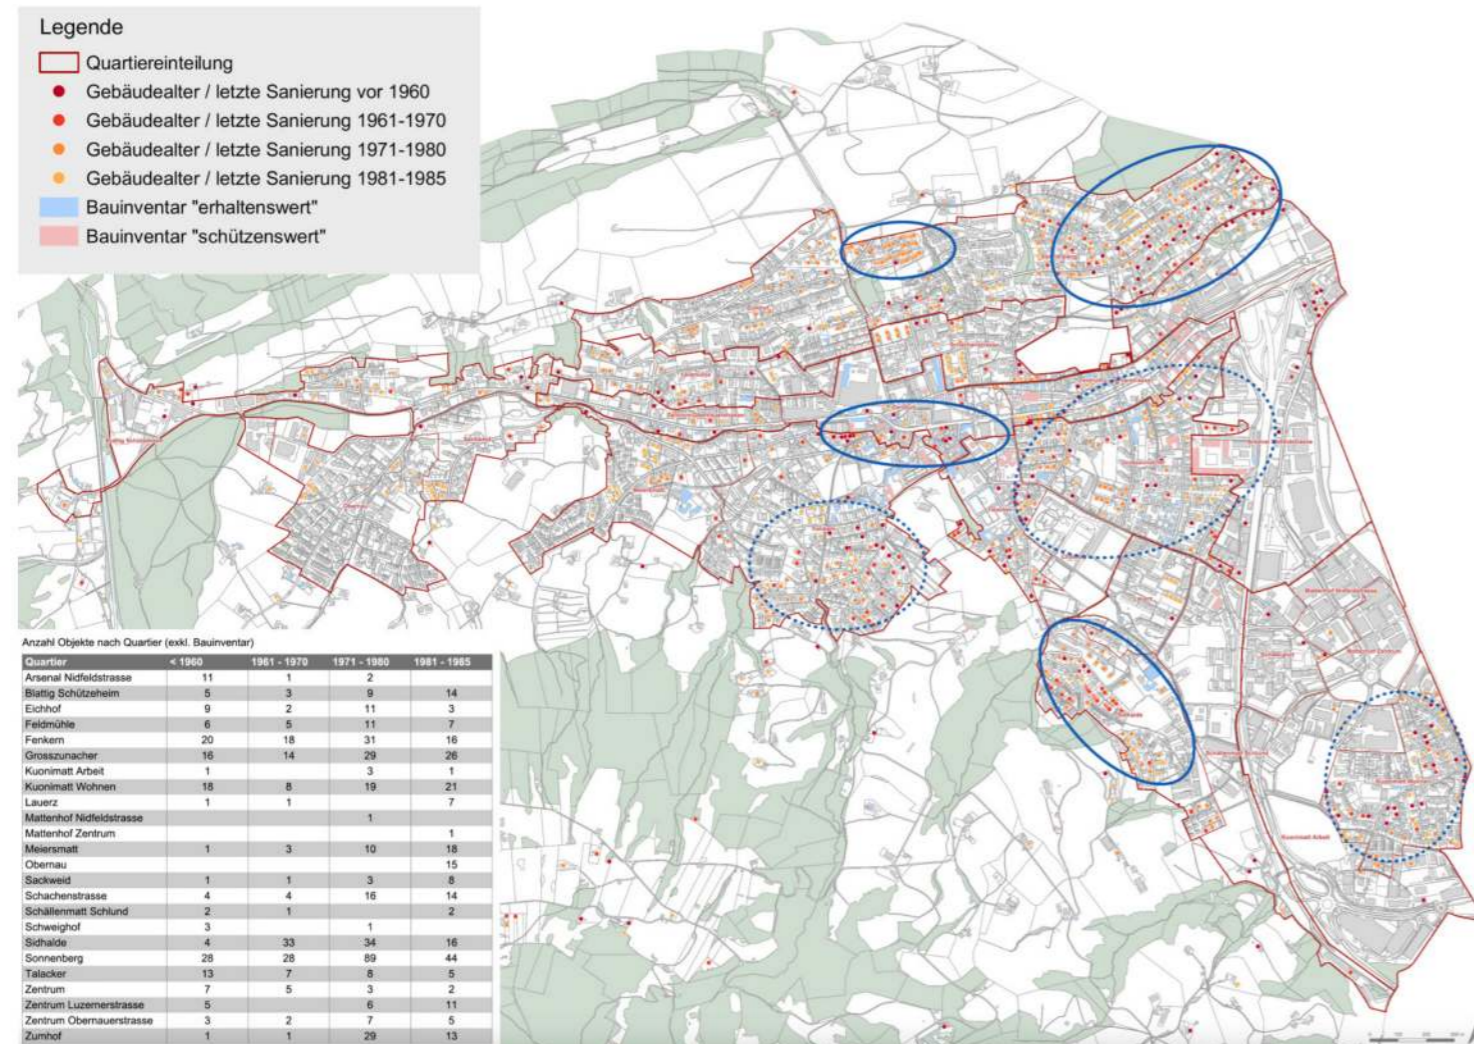 Legende
Quartiereinteilung
Gebäudealter / letzte Sanierung vor 1960
Gebäudealter / letzte Sanierung 1961-1970
Gebäudealter / letzte Sanierung 1971-1980
Gebäudealter / letzte Sanierung 1981-1985
Bauinventar "erhaltenswert"
Bauinventar "schützenswert"
Anzahl Objekte nach Quartier (exkl. Bauinventar)
Quartier < 1960 1961 - 1970 1971 - 1980 1981 - 1985
Arsenal Nidfeldstrasse 11 1 2
Blattig Schützeheim 5 3 9 14
Eichhof 9 2 11 3
Feldmühle 6 5 11 7
Fenkern 20 18 31 16
Grosszunacher 16 14 29 26
Kuonimatt Arbeit 1 3 1
Kuonimatt Wohnen 18 8 19 21
Lauerz 1 1 7
Mattenhof Nidfeldstrasse 1
Mattenhof Zentrum 1
Meiersmatt 1 3 10 18
Obernau 15
Sackweid 1 1 3 8
Schachenstrasse 4 4 16 14
Schällenmatt Schlund 2 1 2
Schweighof 3 1
Sidhalde 4 33 34 16
Sonnenberg 28 28 89 44
Talacker 13 7 8 5
Zentrum 7 5 3 2
Zentrum Luzernerstrasse 5 6 11
Zentrum Obernauerstrasse 3 2 7 5
Zumhof 1 1 29 13
Kuonimatt Arbeit